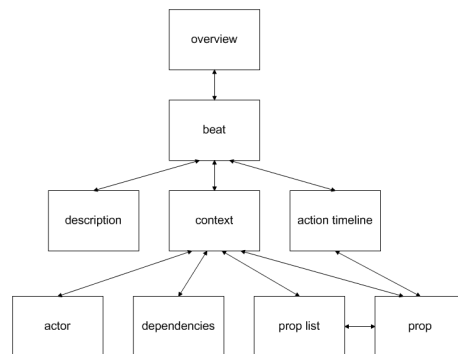 overview
beat
description
context
action timeline
actor
dependencies
prop list
prop